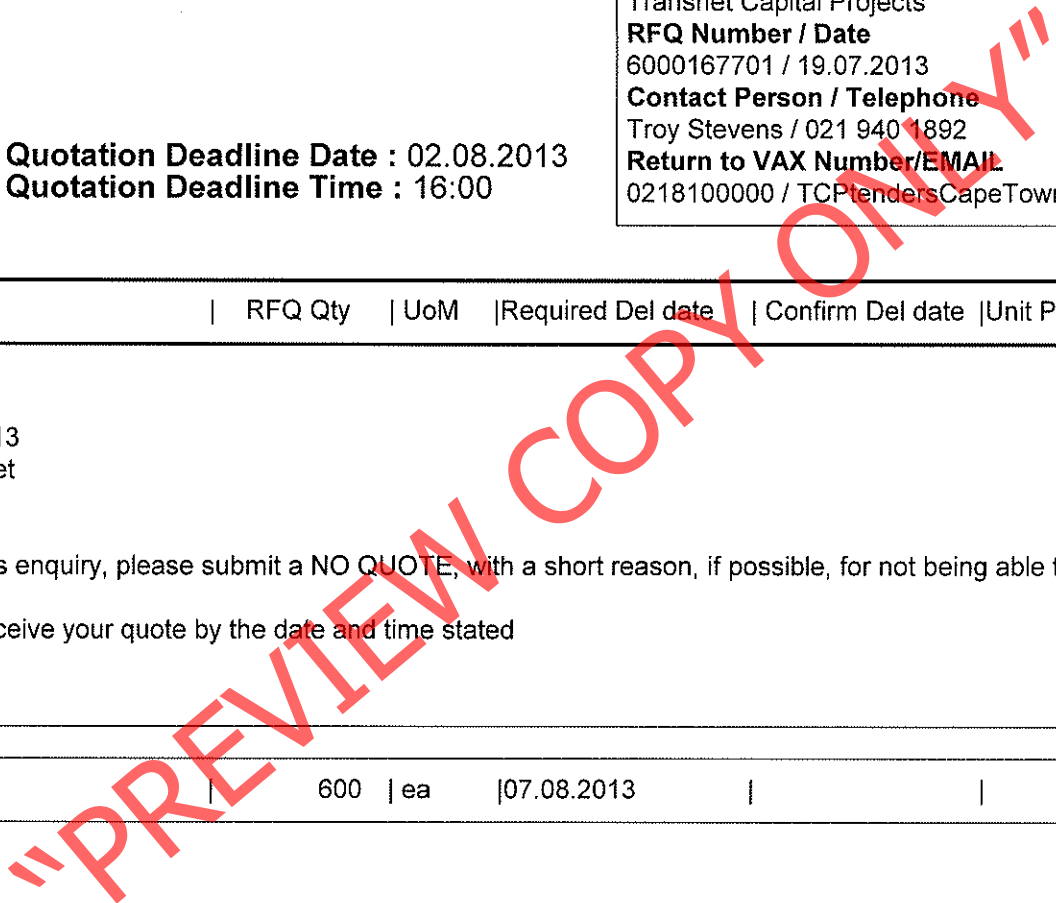 Transnet Capital Projects
RFQ Number / Date
6000167701 / 19.07.2013
Contact Person / Telephone
Troy Stevens / 021 940 1892
Quotation Deadline Date : 02.08.2013
Return to VAX Number/EMAIL
Quotation Deadline Time : 16:00
0218100000 / TCPtendersCapeTown
| RFQ Qty | UoM |Required Del date | Confirm Del date |Unit P
13
et
s enquiry, please submit a NO QUOTE, with a short reason, if possible, for not being able t
ceive your quote by the date and time stated
| 600 | ea |07.08.2013 | |
"PREVIEW COPY ONLY"